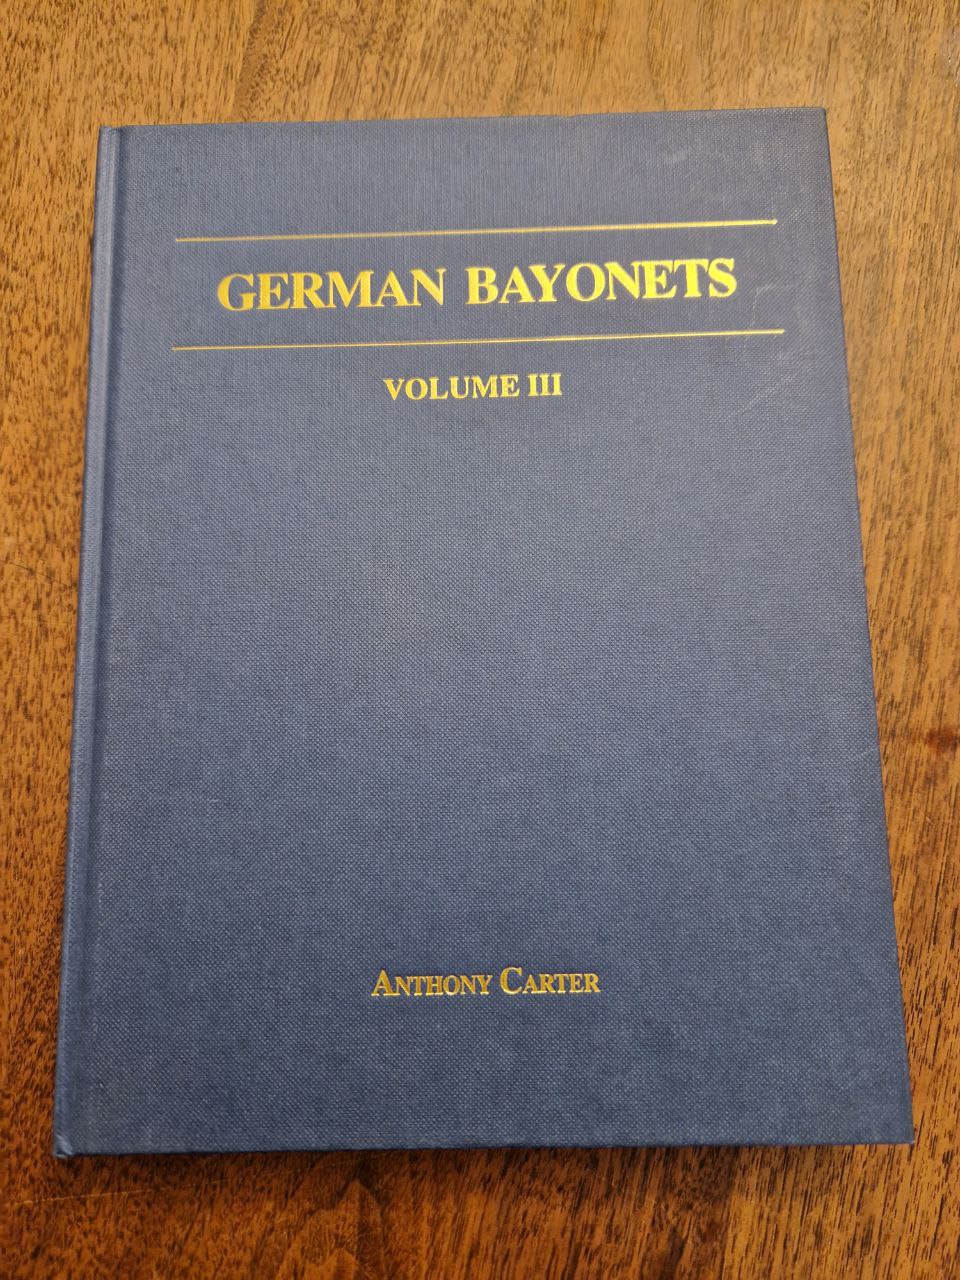 GERMAN BAYONETS
VOLUME III
ANTHONY CARTER